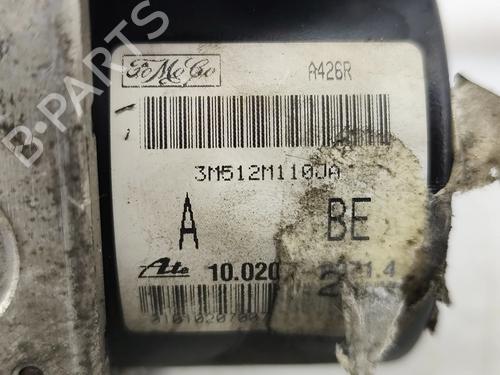 FoMoCo A426R
3M512M110JA
A BE
Ate 10.020
B-PARTS